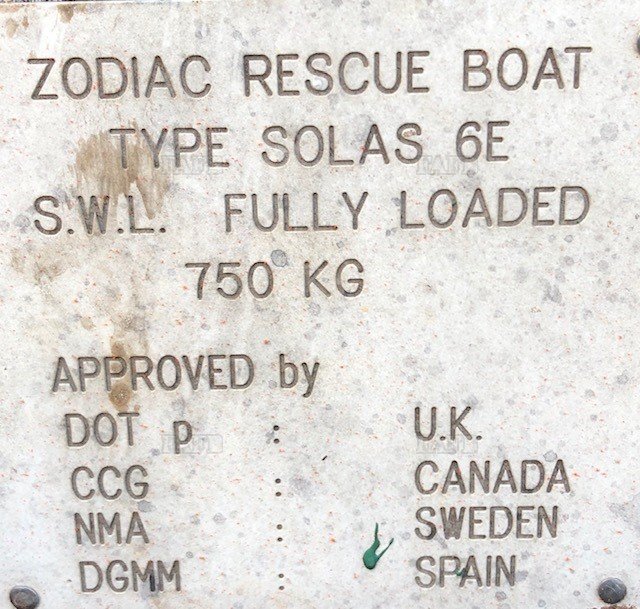 ZODIAC RESCUE BOAT
TYPE SOLAS 6E
S.W.L. FULLY LOADED
750 KG
APPROVED by
DOT p : U.K.
CCG : CANADA
NMA : SWEDEN
DGMM : SPAIN